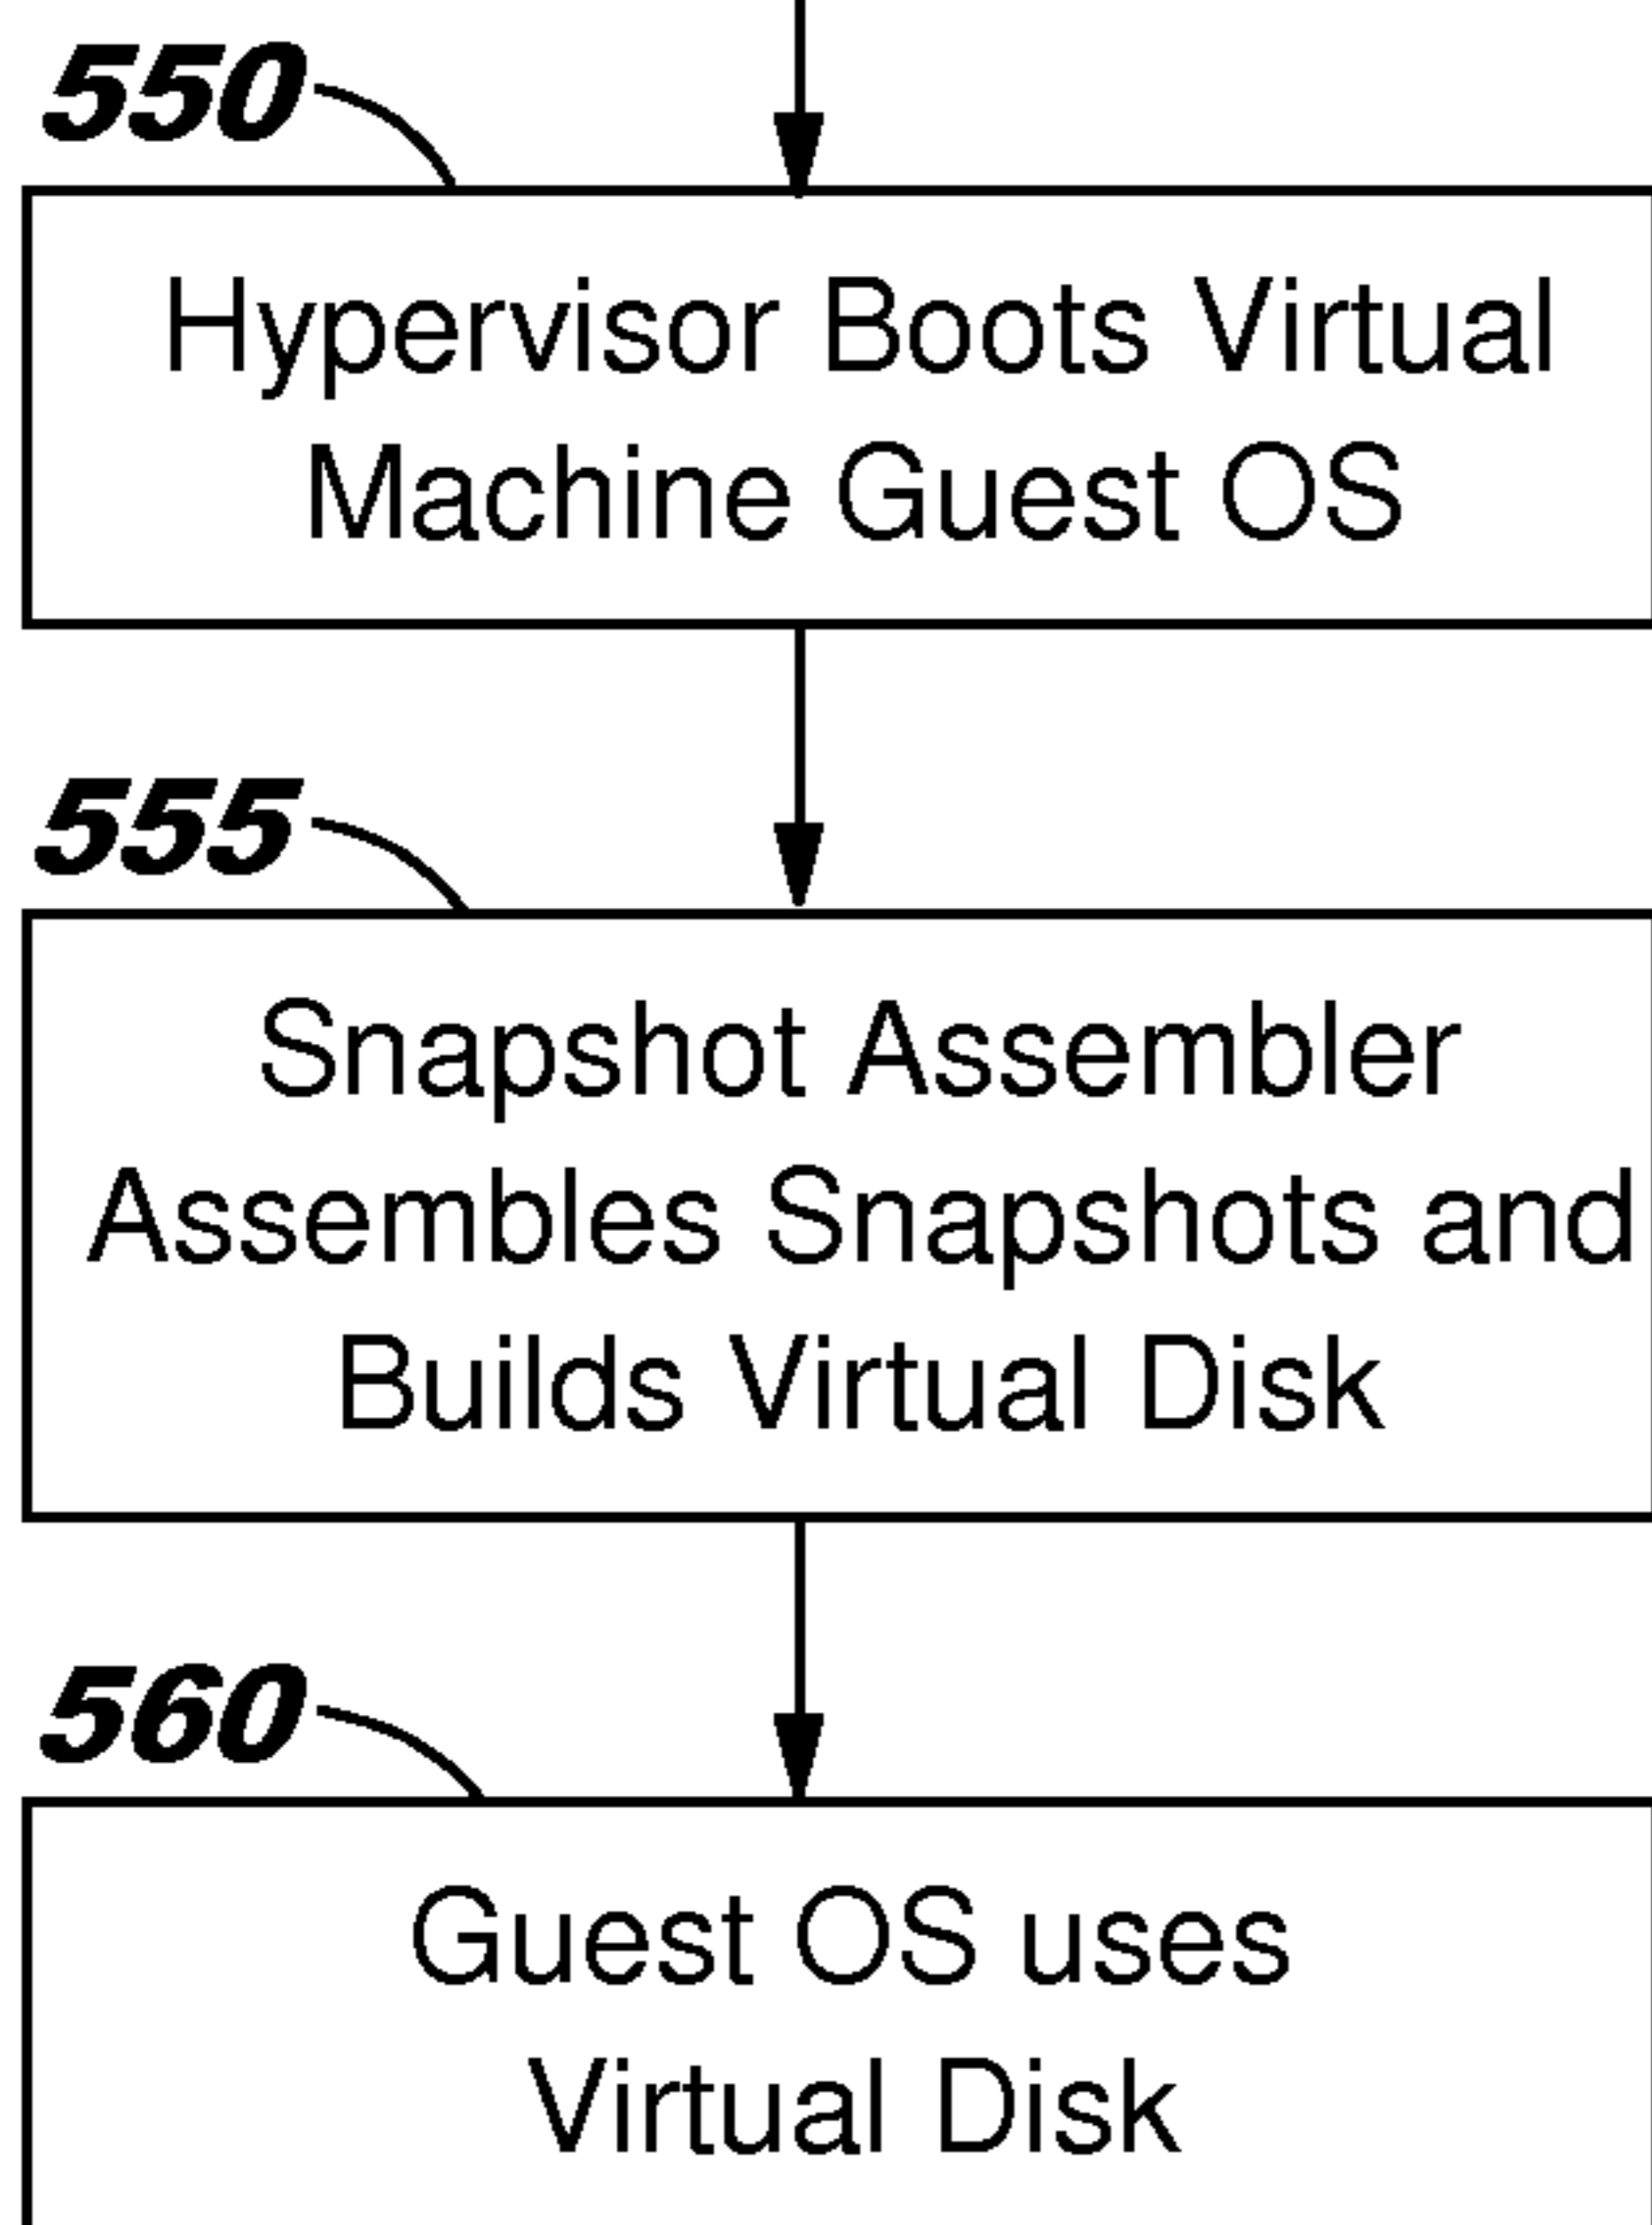 550
Hypervisor Boots Virtual
Machine Guest OS
555
Snapshot Assembler
Assembles Snapshots and
Builds Virtual Disk
560
Guest OS uses
Virtual Disk